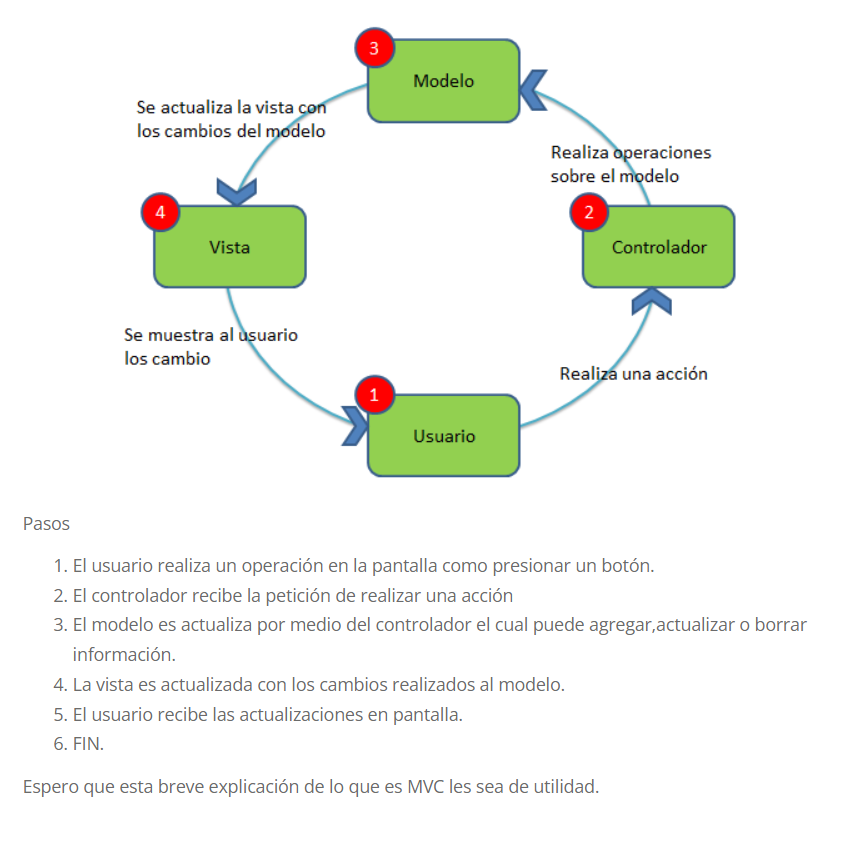 3
Modelo
Se actualiza la vista con
los cambios del modelo
Realiza operaciones
sobre el modelo
4
Vista
2
Controlador
Se muestra al usuario
los cambio
Realiza una acción
1
Usuario
Pasos
1. El usuario realiza un operación en la pantalla como presionar un botón.
2. El controlador recibe la petición de realizar una acción
3. El modelo es actualiza por medio del controlador el cual puede agregar,actualizar o borrar
información.
4. La vista es actualizada con los cambios realizados al modelo.
5. El usuario recibe las actualizaciones en pantalla.
6. FIN.
Espero que esta breve explicación de lo que es MVC les sea de utilidad.